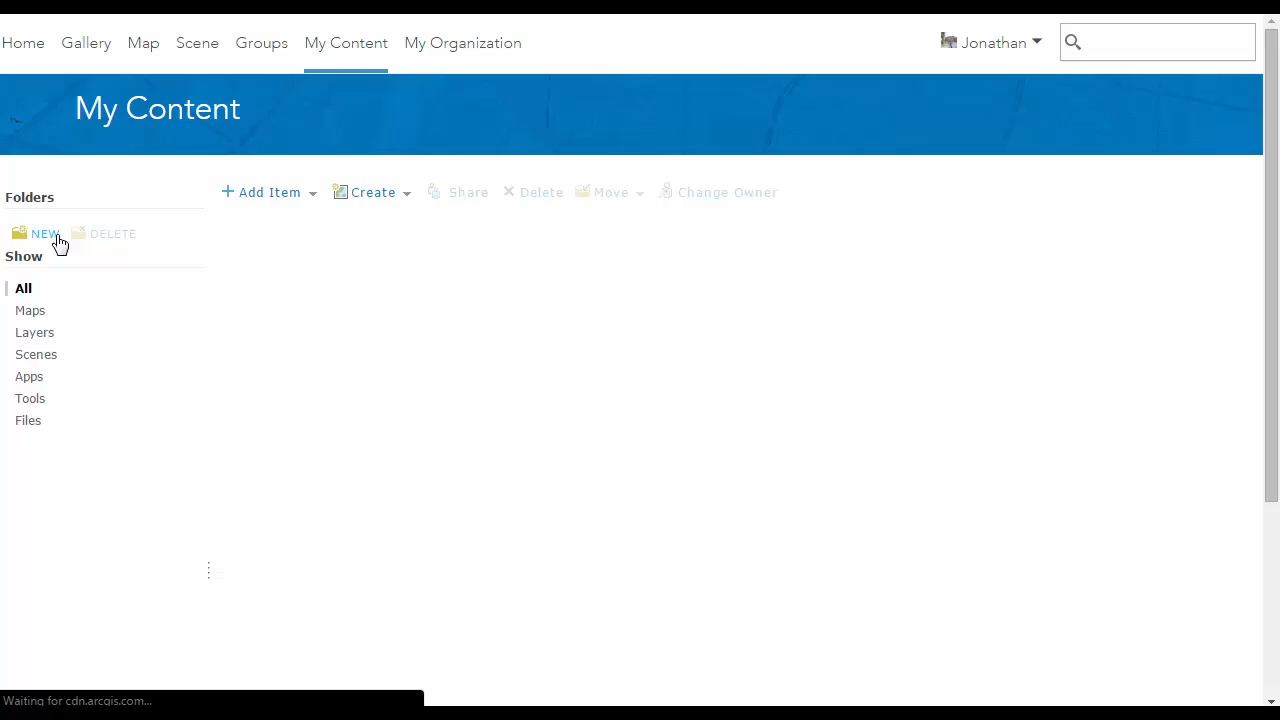 Home Gallery Map Scene Groups My Content My Organization Jonathan
My Content
Folders
Add Item Create Share Delete Move Change Owner
NEW DELETE
Show
All
Maps
Layers
Scenes
Apps
Tools
Files
Waiting for cdn.arcgis.com...